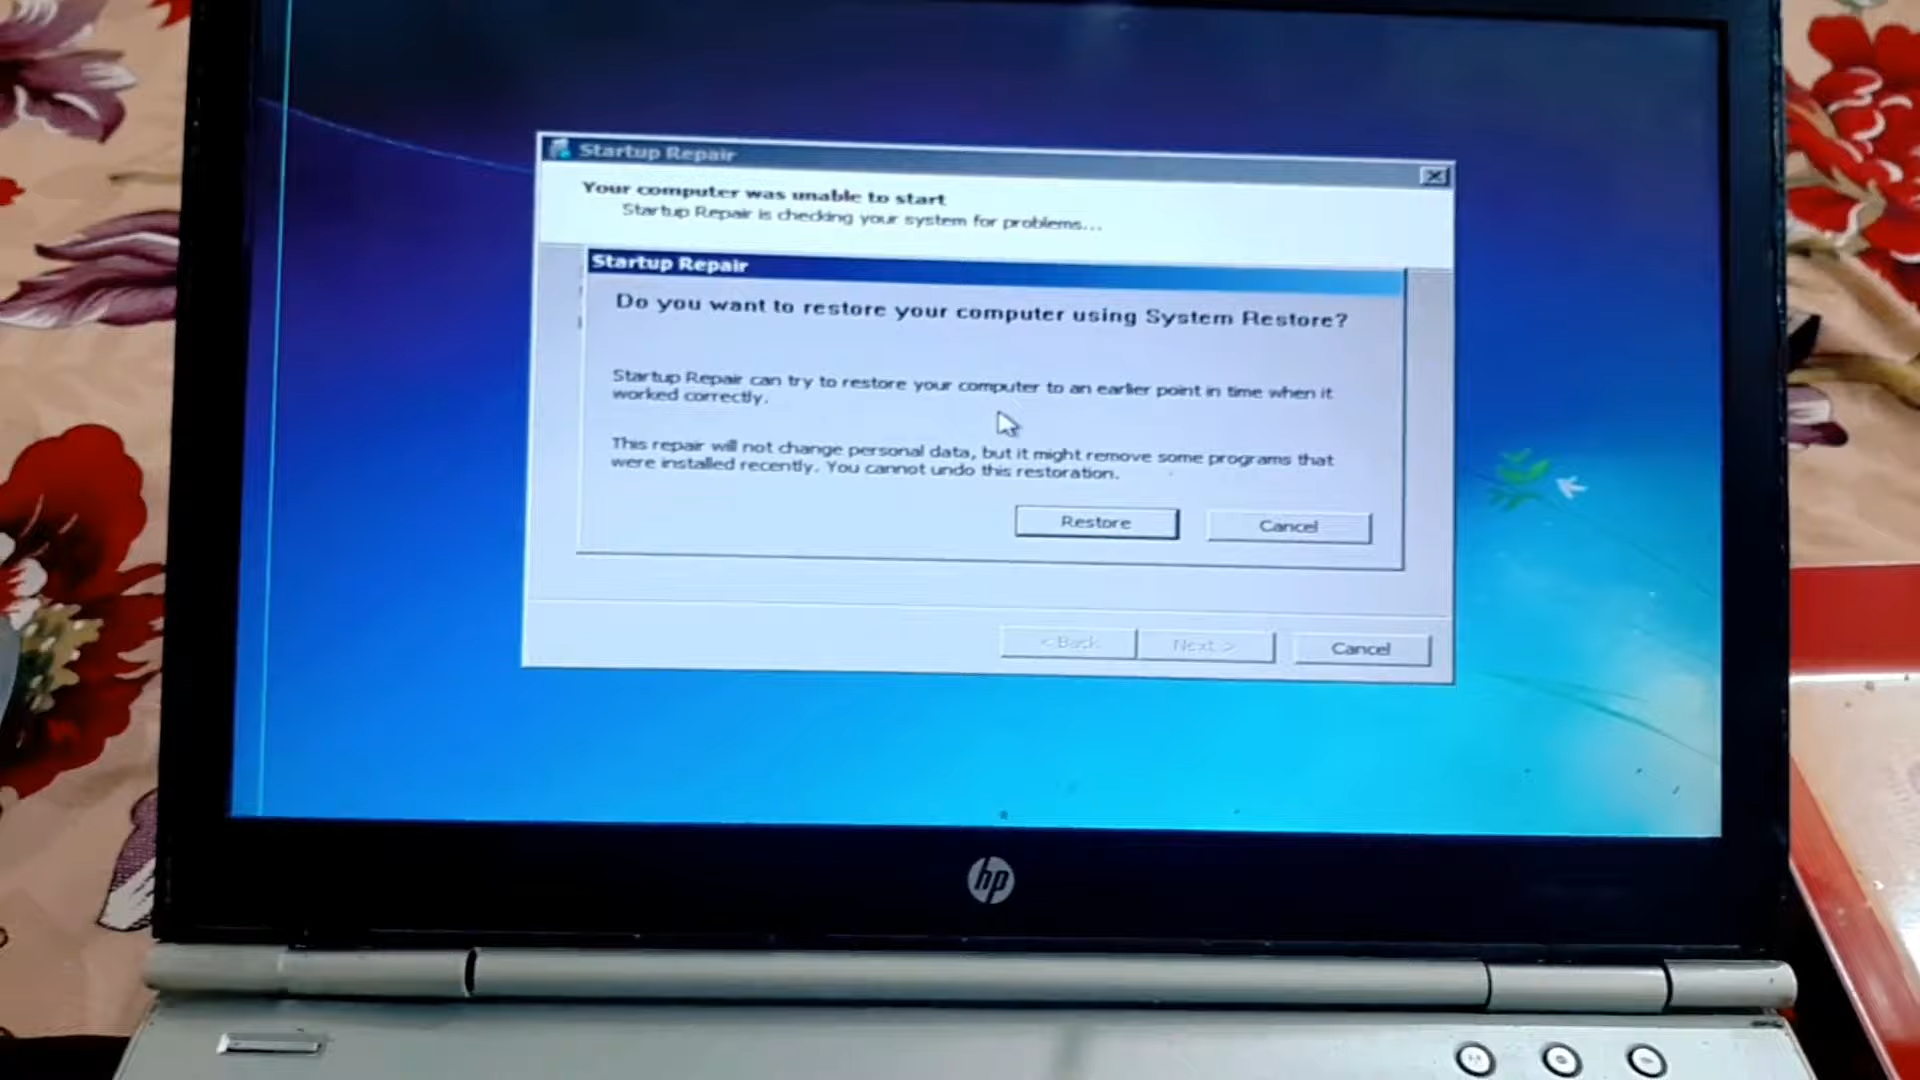 Startup Repair
Your computer was unable to start
Startup Repair is checking your system for problems...
Startup Repair
Do you want to restore your computer using System Restore?
Startup Repair can try to restore your computer to an earlier point in time when it
worked correctly.
This repair will not change personal data, but it might remove some programs that
were installed recently. You cannot undo this restoration.
Restore Cancel
< Back Next > Cancel
hp